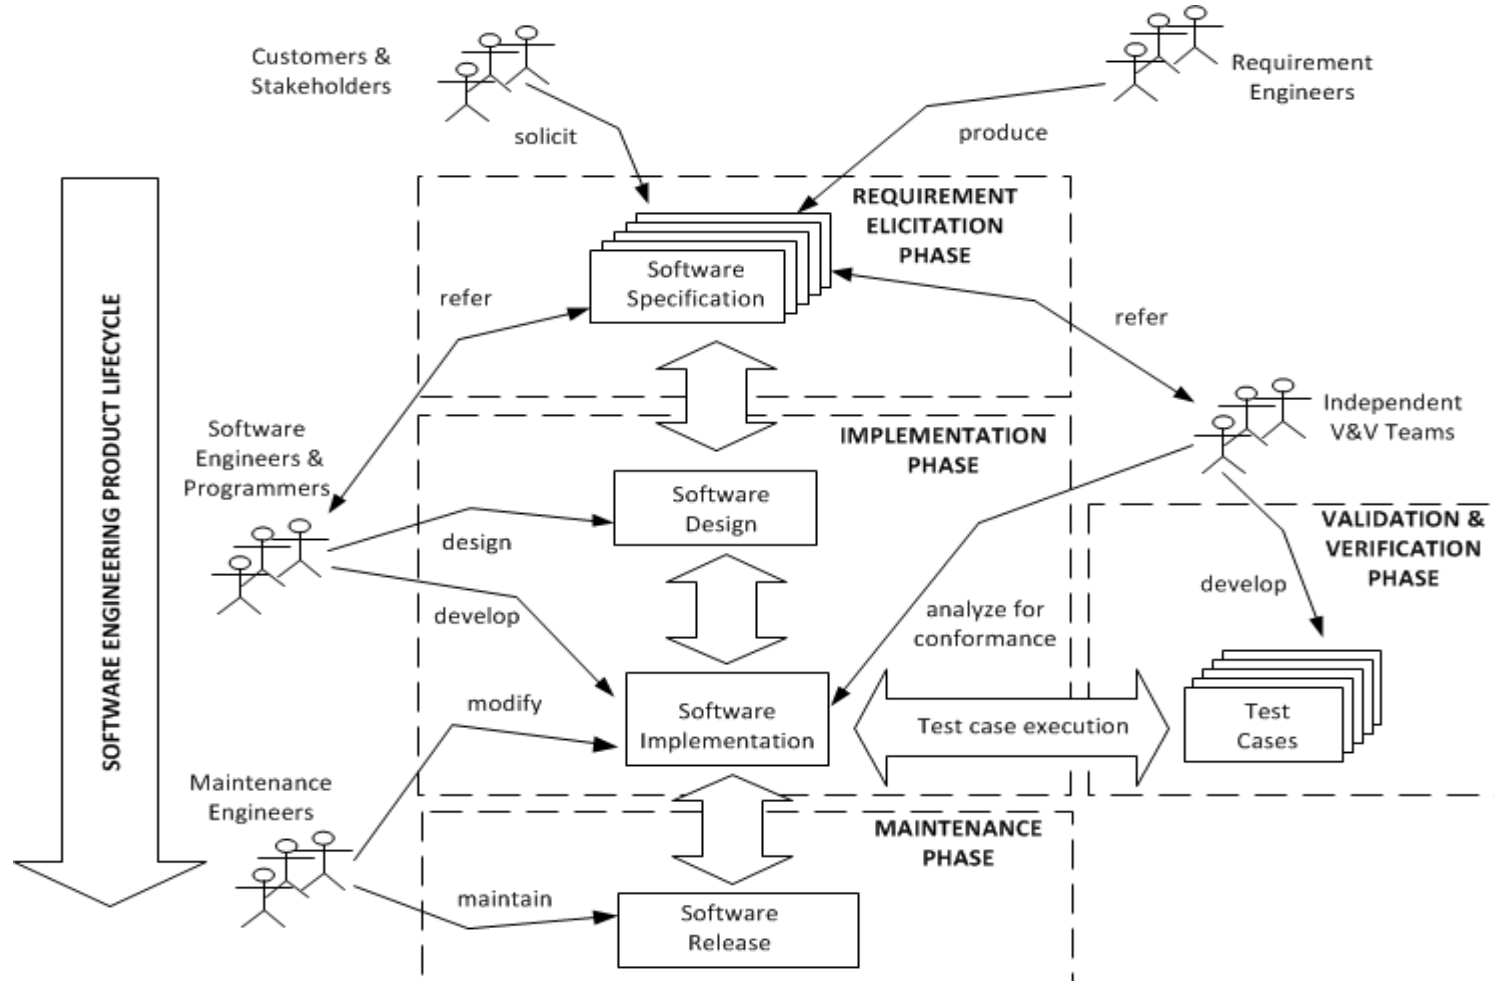 Customers &
Stakeholders
Requirement
Engineers
solicit
produce
REQUIREMENT
ELICITATION
PHASE
Software
Specification
refer
refer
SOFTWARE ENGINEERING PRODUCT LIFECYCLE
Independent
V&V Teams
Software
Engineers &
Programmers
IMPLEMENTATION
PHASE
Software
Design
design
VALIDATION &
VERIFICATION
PHASE
develop
develop
analyze for
conformance
modify
Software
Implementation
Test case execution
Test
Cases
Maintenance
Engineers
MAINTENANCE
PHASE
maintain
Software
Release